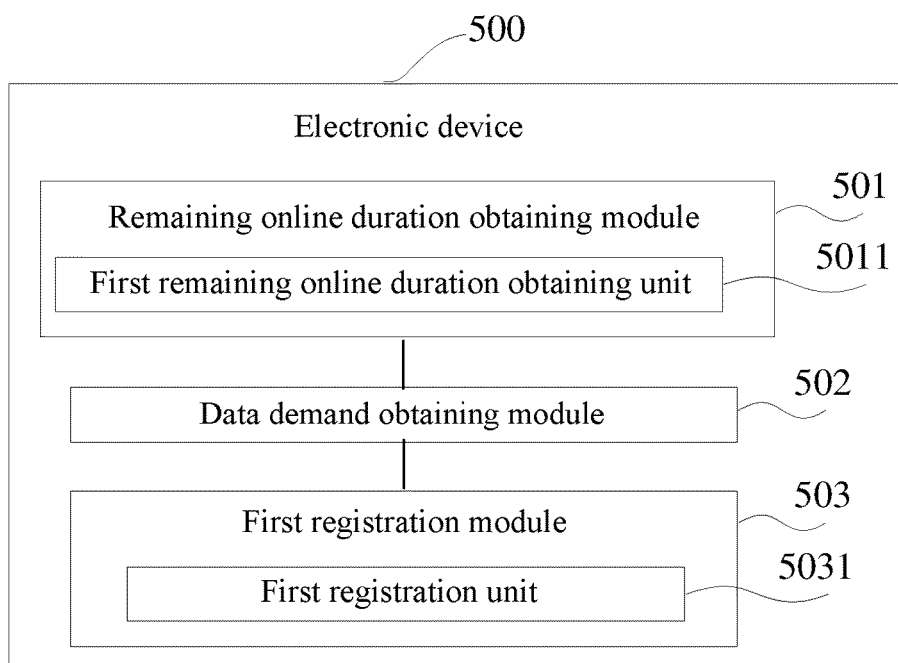 500
Electronic device
501
Remaining online duration obtaining module
5011
First remaining online duration obtaining unit
502
Data demand obtaining module
503
First registration module
5031
First registration unit